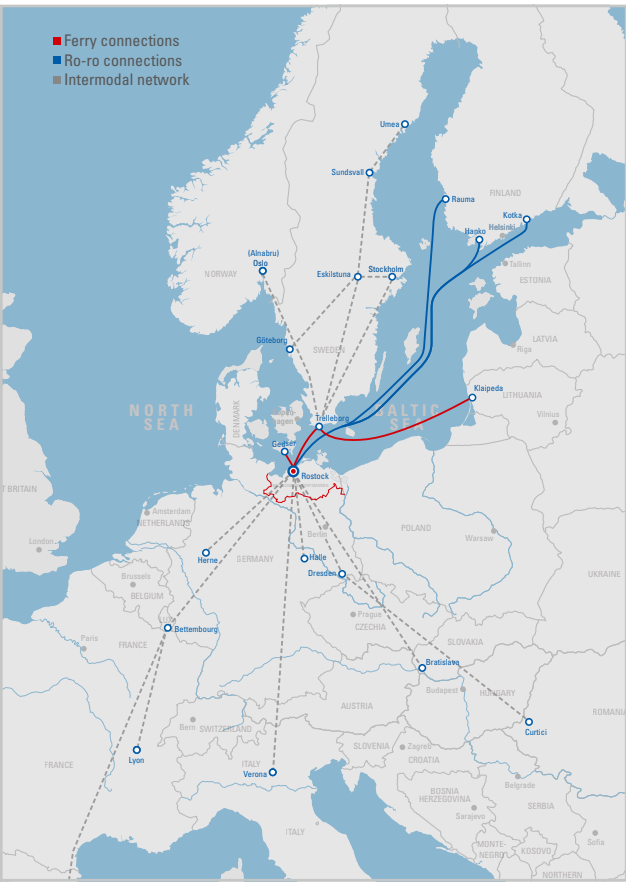 Ferry connections
Ro-ro connections
Intermodal network
Umea
Sundsvall
Rauma
FINLAND
Kotka
Helsinki
Hanko
(Alnabru)
Oslo
NORWAY
Eskilstuna
Stockholm
Tallinn
ESTONIA
Göteborg
SWEDEN
LATVIA
Riga
Klaipeda
LITHUANIA
Vilnius
NORTH
SEA
DENMARK
Trelleborg
BALTIC
SEA
Gedser
Rostock
T BRITAIN
London
Amsterdam
NETHERLANDS
Berlin
POLAND
Warsaw
Herne
GERMANY
Halle
Dresden
UKRAINE
Brussels
BELGIUM
Prague
CZECHIA
LUX
Bettembourg
Paris
FRANCE
SLOVAKIA
Bratislava
Budapest
HUNGARY
AUSTRIA
ROMANIA
Curtici
Bern
SWITZERLAND
SLOVENIA
Zagreb
CROATIA
Lyon
FRANCE
ITALY
Verona
Belgrade
BOSNIA
HERZEGOVINA
SERBIA
Sarajevo
ITALY
MONTE-
NEGRO
KOSOVO
Sofia
NORTHERN